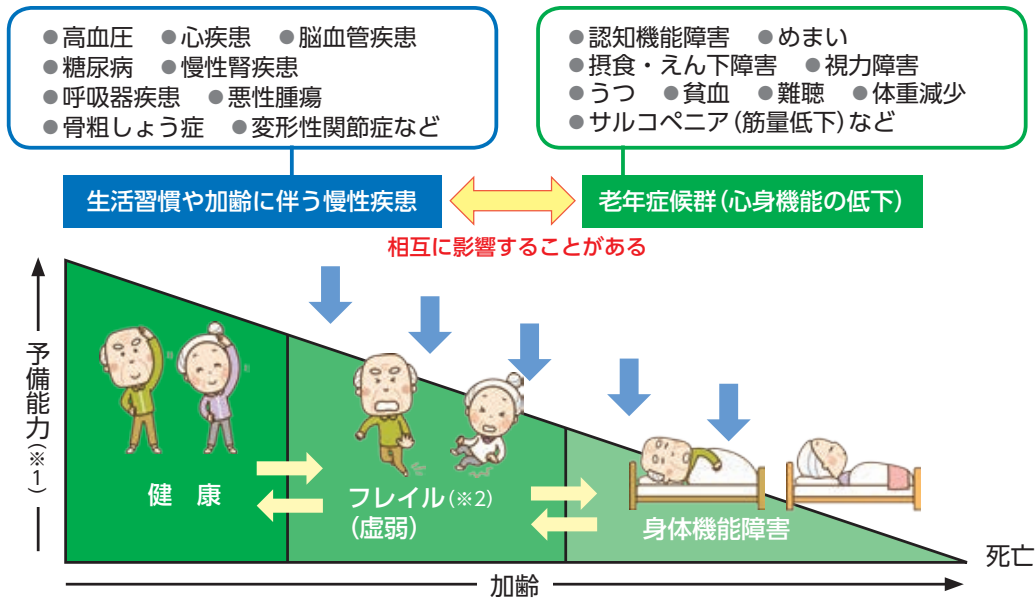 ●高血圧 ●心疾患 ●脳血管疾患
●糖尿病 ●慢性腎疾患
●呼吸器疾患 ●悪性腫瘍
●骨粗しょう症 ●変形性関節症など
●認知機能障害 ●めまい
●摂食・えん下障害 ●視力障害
●うつ ●貧血 ●難聴 ●体重減少
●サルコペニア(筋量低下)など
生活習慣や加齢に伴う慢性疾患
老年症候群(心身機能の低下)
相互に影響することがある
予備能力(※1)
健 康
フレイル(※2)
(虚弱)
身体機能障害
死亡
加齢